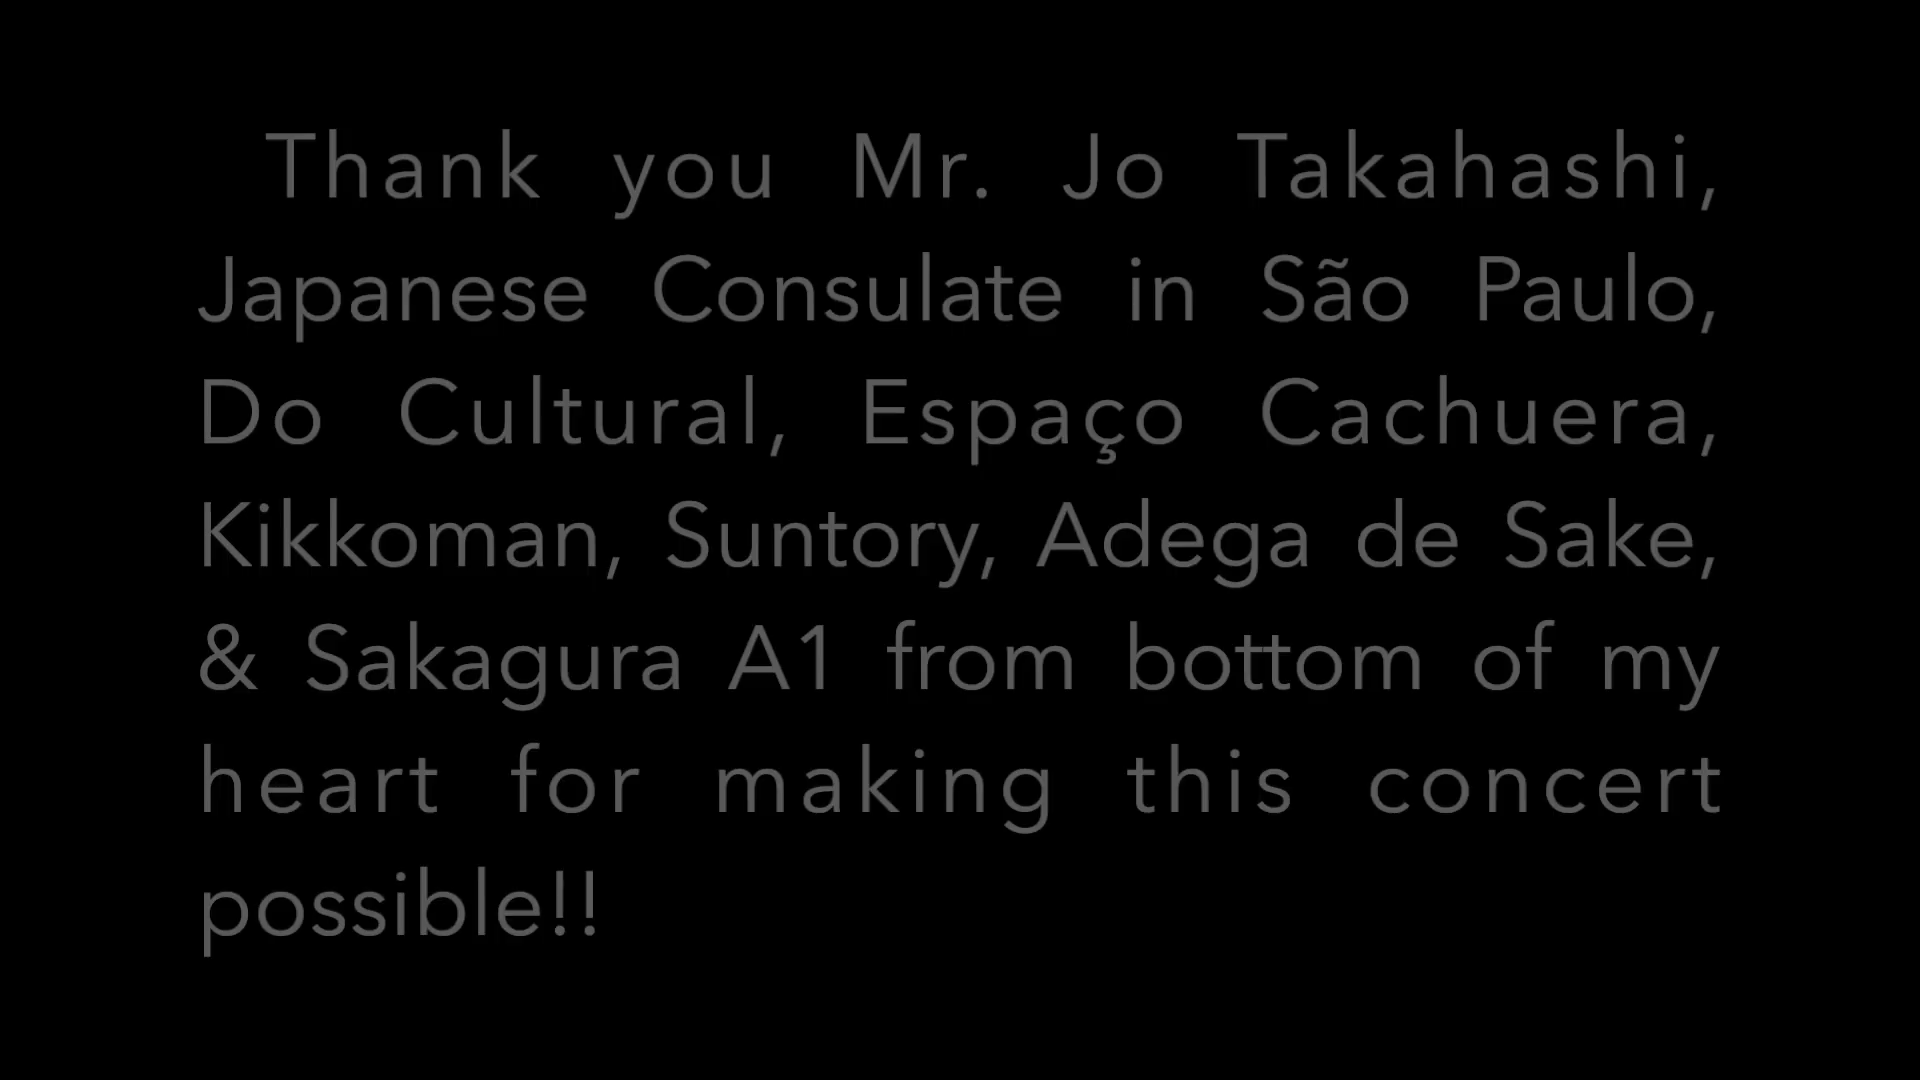 Thank you Mr. Jo Takahashi,
Japanese Consulate in São Paulo,
Do Cultural, Espaço Cachuera,
Kikkoman, Suntory, Adega de Sake,
& Sakagura A1 from bottom of my
heart for making this concert
possible!!